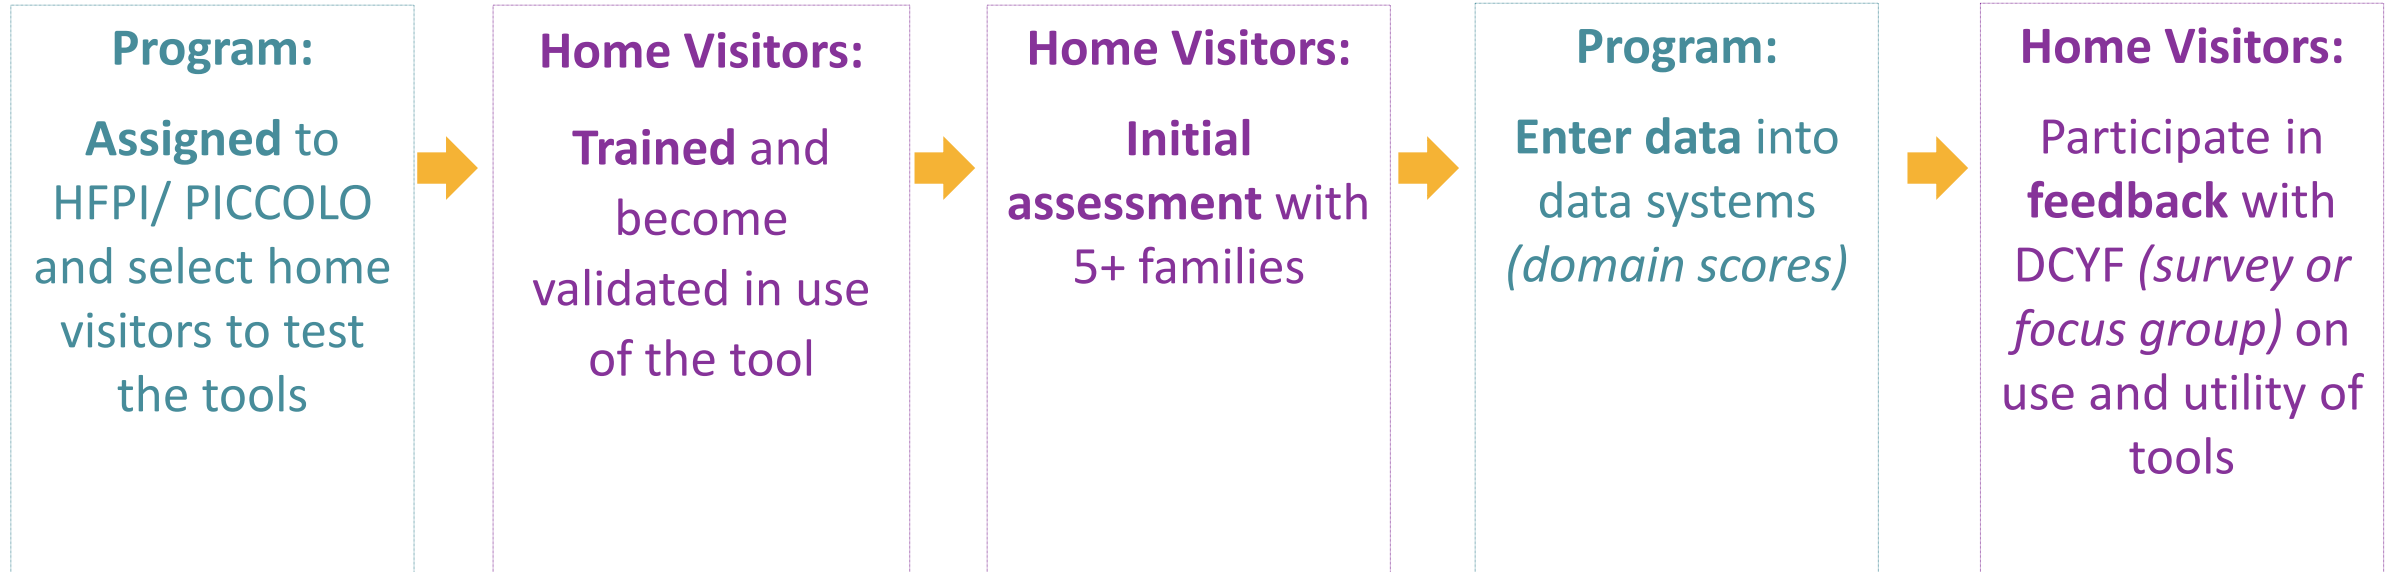 Program:
Assigned to
HFPI/ PICCOLO
and select home
visitors to test
the tools
Home Visitors:
Trained and
become
validated in use
of the tool
Home Visitors:
Initial
assessment with
5+ families
Program:
Enter data into
data systems
(domain scores)
Home Visitors:
Participate in
feedback with
DCYF (survey or
focus group) on
use and utility of
tools